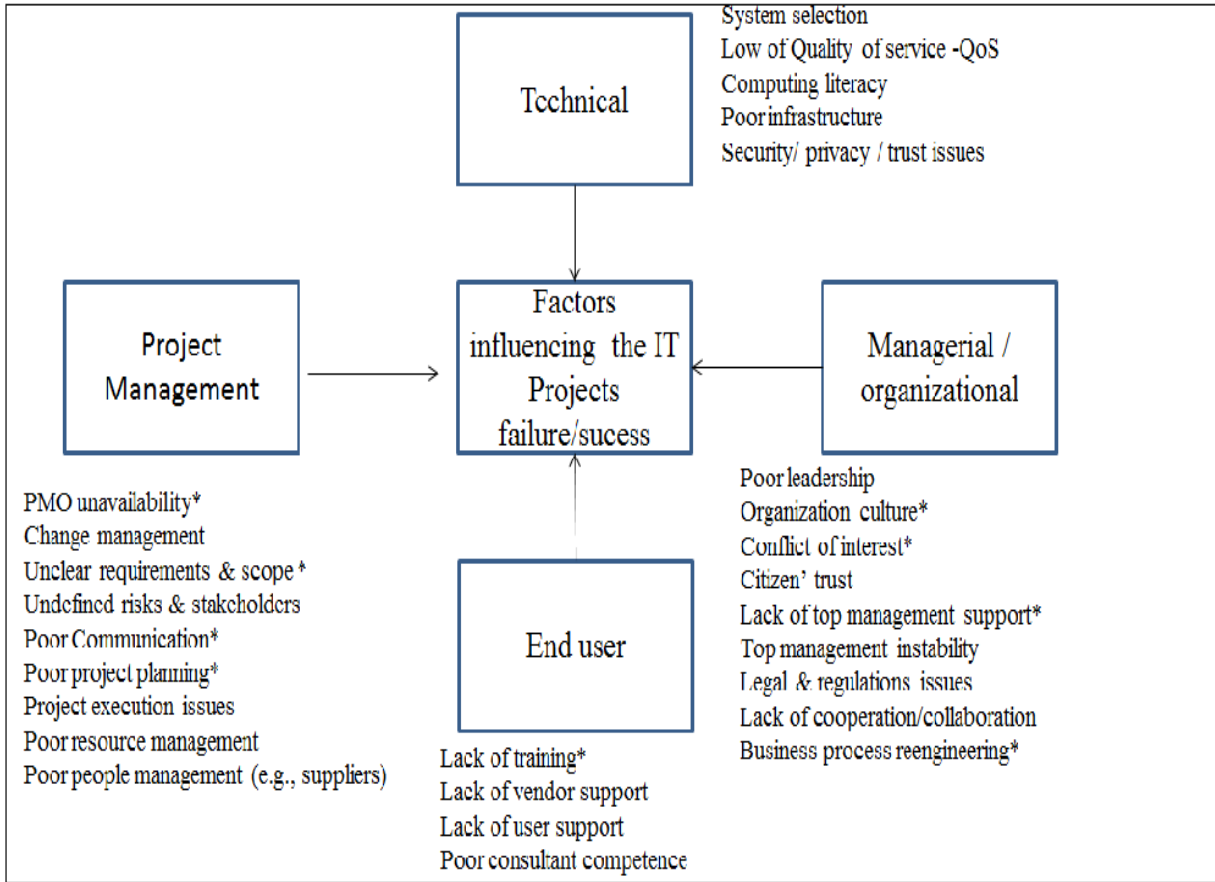 System selection
Low of Quality of service -QoS
Computing literacy
Poor infrastructure
Security/ privacy / trust issues
Technical
Project
Management
Factors
influencing the IT
Projects
failure/sucess
Managerial /
organizational
PMO unavailability*
Change management
Unclear requirements & scope *
Undefined risks & stakeholders
Poor Communication*
Poor project planning*
Project execution issues
Poor resource management
Poor people management (e.g., suppliers)
End user
Lack of training*
Lack of vendor support
Lack of user support
Poor consultant competence
Poor leadership
Organization culture*
Conflict of interest*
Citizen' trust
Lack of top management support*
Top management instability
Legal & regulations issues
Lack of cooperation/collaboration
Business process reengineering*